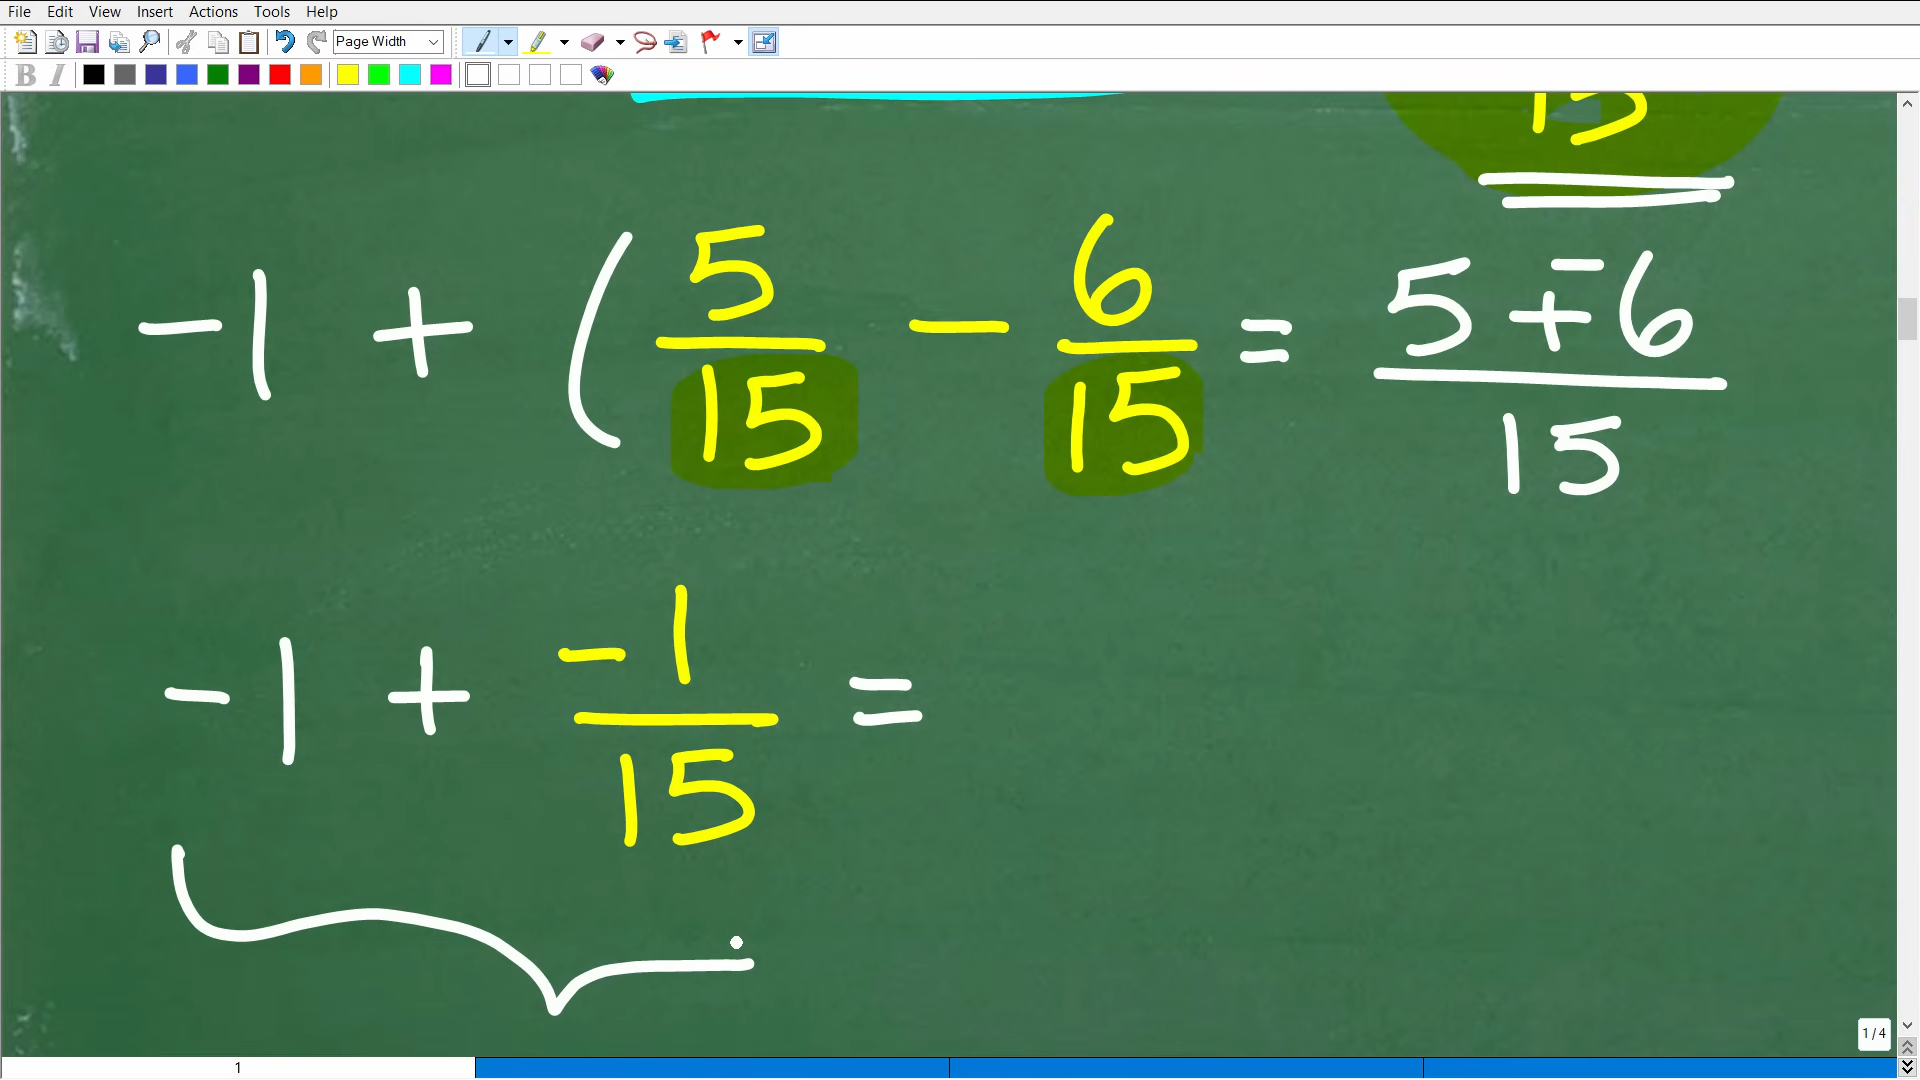 File Edit View Insert Actions Tools Help
Page Width
B I
15
-1 + ( 5/15 - 6/15 = 5 + -6/15
-1 + -1/15 =
1/4
1